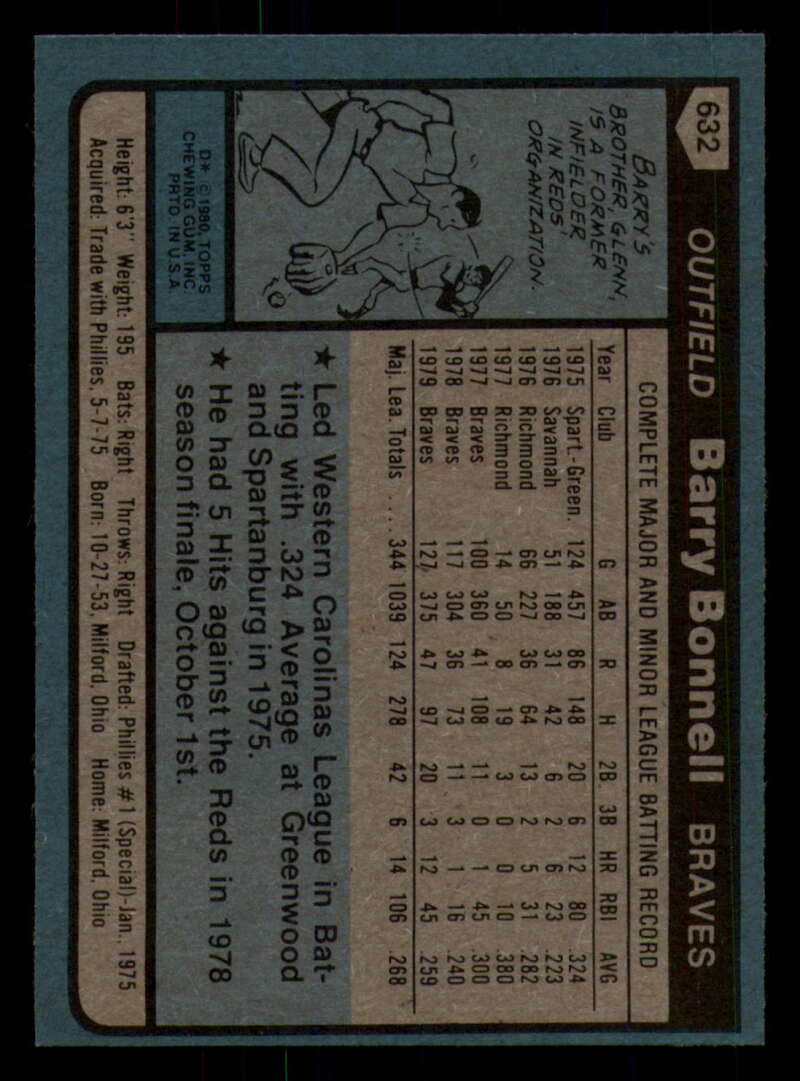 632
OUTFIELD Barry Bonnell BRAVES
BARRY'S
BROTHER, GLENN,
IS A FORMER
INFIELDER
IN REDS'
ORGANIZATION.
D* © 1980 TOPPS
CHEWING GUM, INC.
PRTD. IN U.S.A.
COMPLETE MAJOR AND MINOR LEAGUE BATTING RECORD
Year Club G AB R H 2B 3B HR RBI AVG
1975 Spart.-Green. 124 457 86 148 20 6 12 80 .324
1976 Savannah 51 188 31 42 6 2 6 23 .223
1976 Richmond 66 227 36 64 13 2 5 31 .282
1977 Richmond 14 50 8 19 3 0 0 10 .380
1977 Braves 100 360 41 108 11 0 1 45 .300
1978 Braves 117 304 36 73 11 3 1 16 .240
1979 Braves 127 375 47 97 20 3 12 45 .259
Maj. Lea. Totals .... 344 1039 124 278 42 6 14 106 .268
★ Led Western Carolinas League in Bat-
ting with .324 Average at Greenwood
and Spartanburg in 1975.
★ He had 5 Hits against the Reds in 1978
season finale, October 1st.
Height: 6'3" Weight: 195 Bats: Right Throws: Right Drafted: Phillies #1 (Special)-Jan., 1975
Acquired: Trade with Phillies, 5-7-75 Born: 10-27-53, Milford, Ohio Home: Milford, Ohio